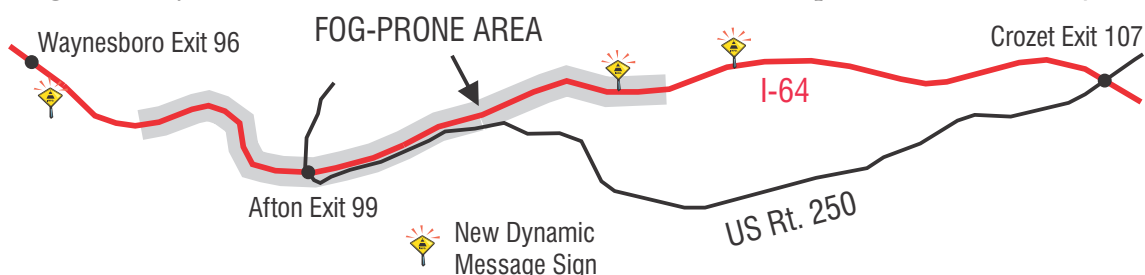 Waynesboro Exit 96
FOG-PRONE AREA
Crozet Exit 107
I-64
Afton Exit 99
US Rt. 250
New Dynamic
Message Sign